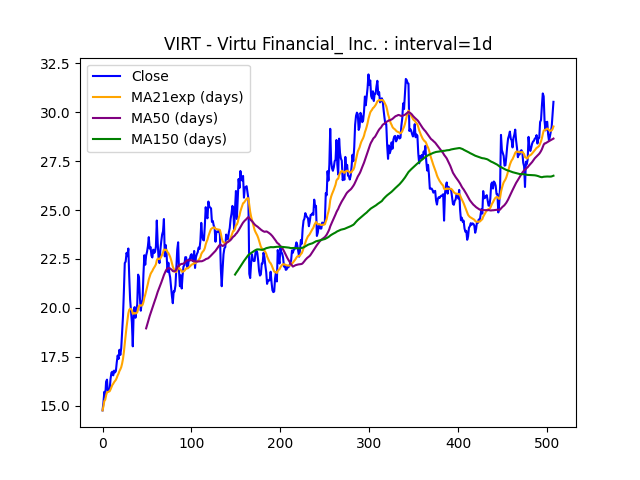 VIRT - Virtu Financial_ Inc. : interval=1d
32.5
30.0
27.5
25.0
22.5
20.0
17.5
15.0
Close
MA21exp (days)
MA50 (days)
MA150 (days)
0 100 200 300 400 500